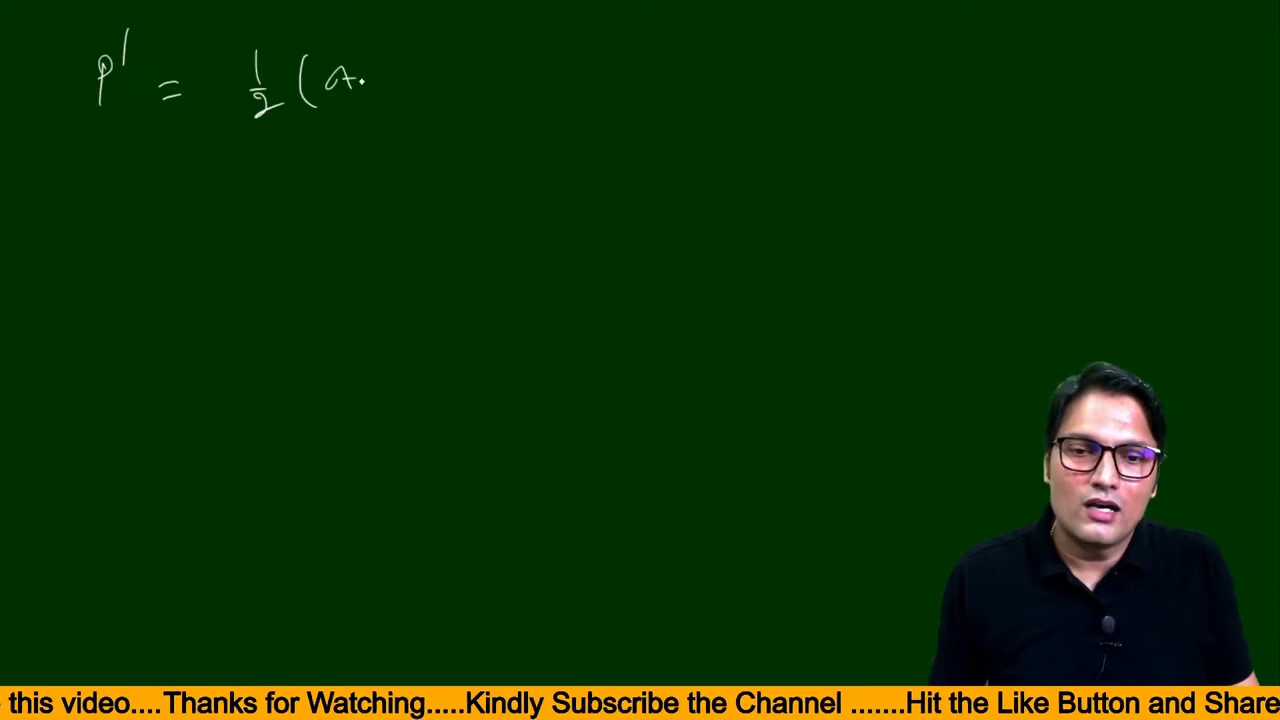 p' = 1/2 ( a.
this video....Thanks for Watching.....Kindly Subscribe the Channel .......Hit the Like Button and Share